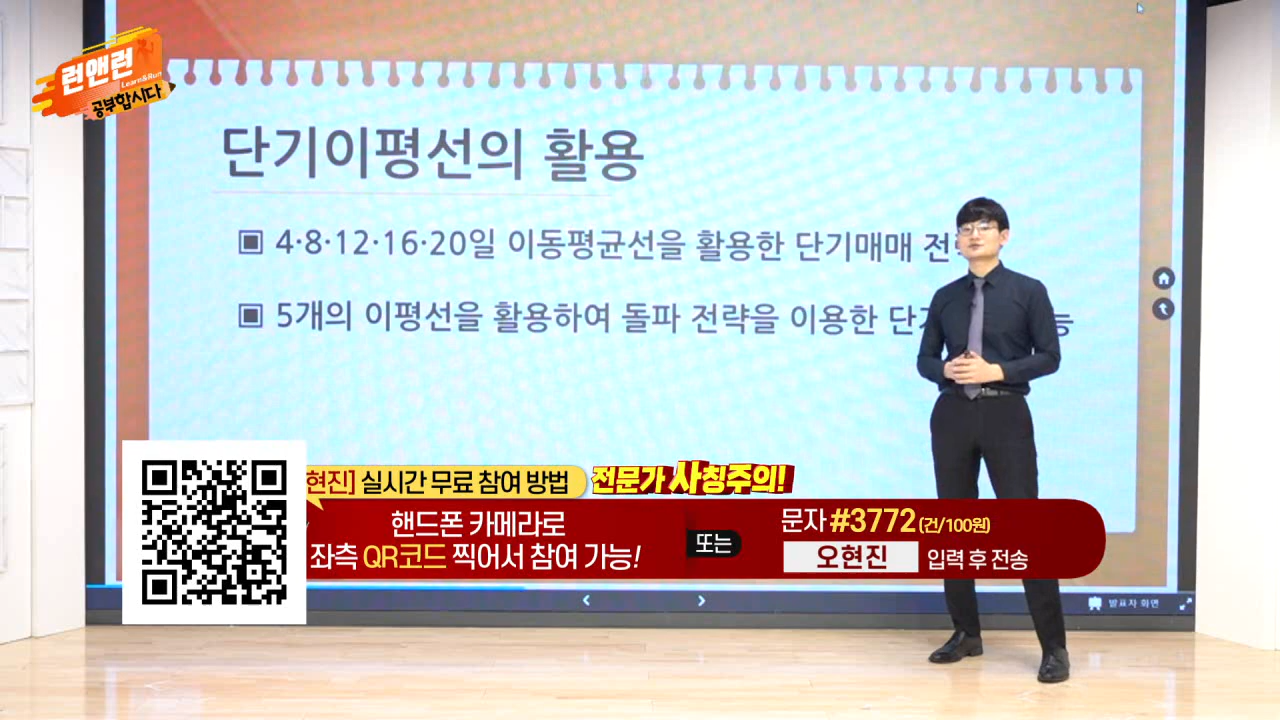 런앤런
Learn&Run
공부합시다
단기이평선의 활용
▣ 4·8·12·16·20일 이동평균선을 활용한 단기매매
▣ 5개의 이평선을 활용하여 돌파 전략을 이용한
현진] 실시간 무료 참여 방법
전문가 사칭주의!
핸드폰 카메라로
좌측 QR코드 찍어서 참여 가능!
또는
문자 #3772 (건/100원)
오현진 입력 후 전송
발표자 화면